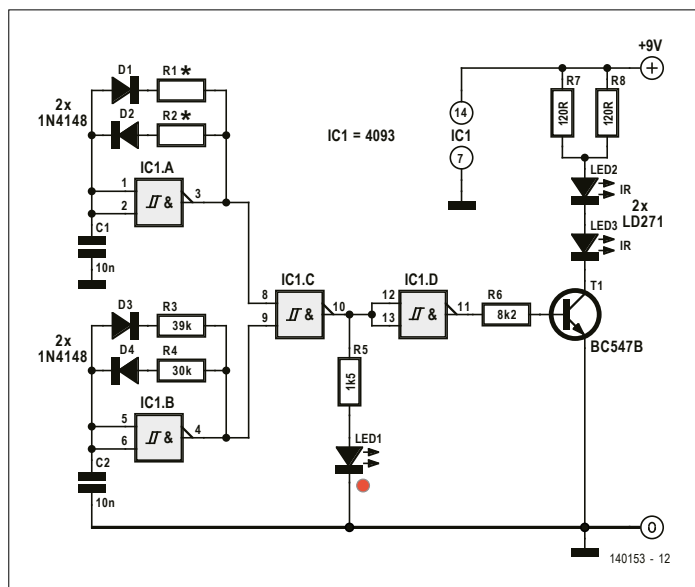 +9V
D1
R1 *
R7
R8
2x
1N4148
120R
120R
D2
R2 *
14
IC1 = 4093
IC1
LED2
IC1.A
7
IR
1
3
2x
&
LD271
2
LED3
IR
C1
IC1.C
IC1.D
10n
T1
8
10
12
11
R6
&
&
8k2
9
13
D3
R3
39k
2x
1N4148
BC547B
D4
R4
R5
30k
1k5
IC1.B
5
4
&
LED1
6
C2
10n
0
140153 - 12